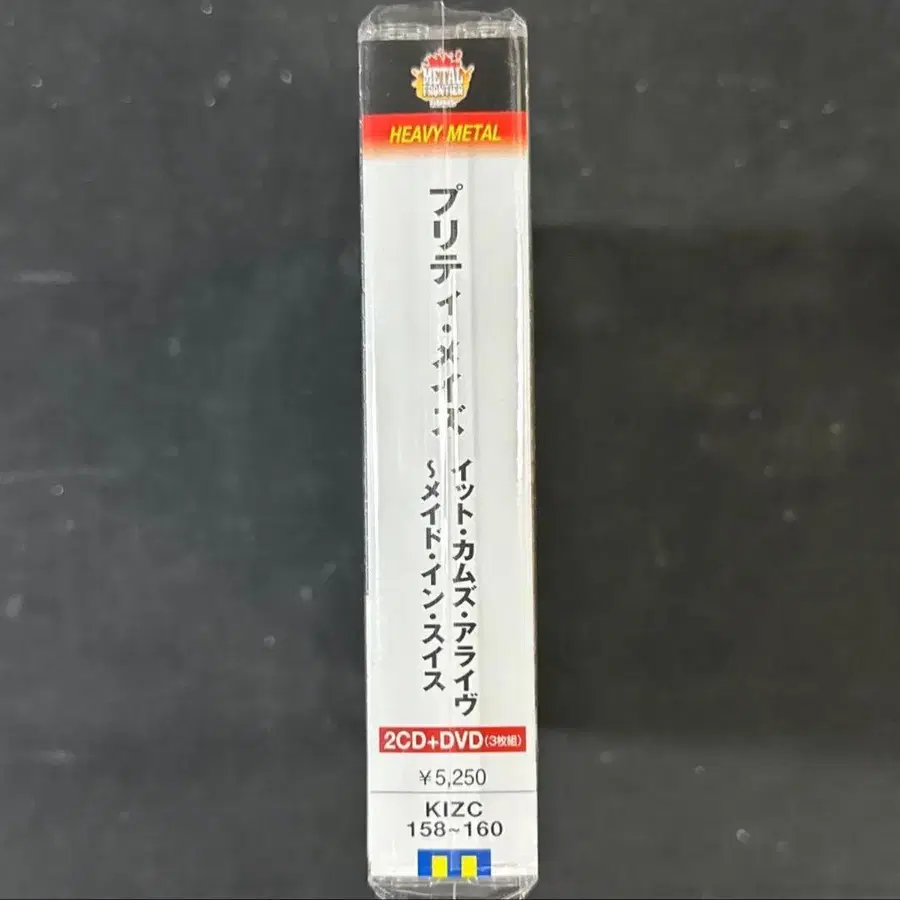 METAL
FRONTIER
HEAVY METAL
プリティ・メイズ
イット・カムズ・アライヴ
～メイド・イン・スイス
2CD+DVD(3枚組)
￥5,250
KIZC
158~160